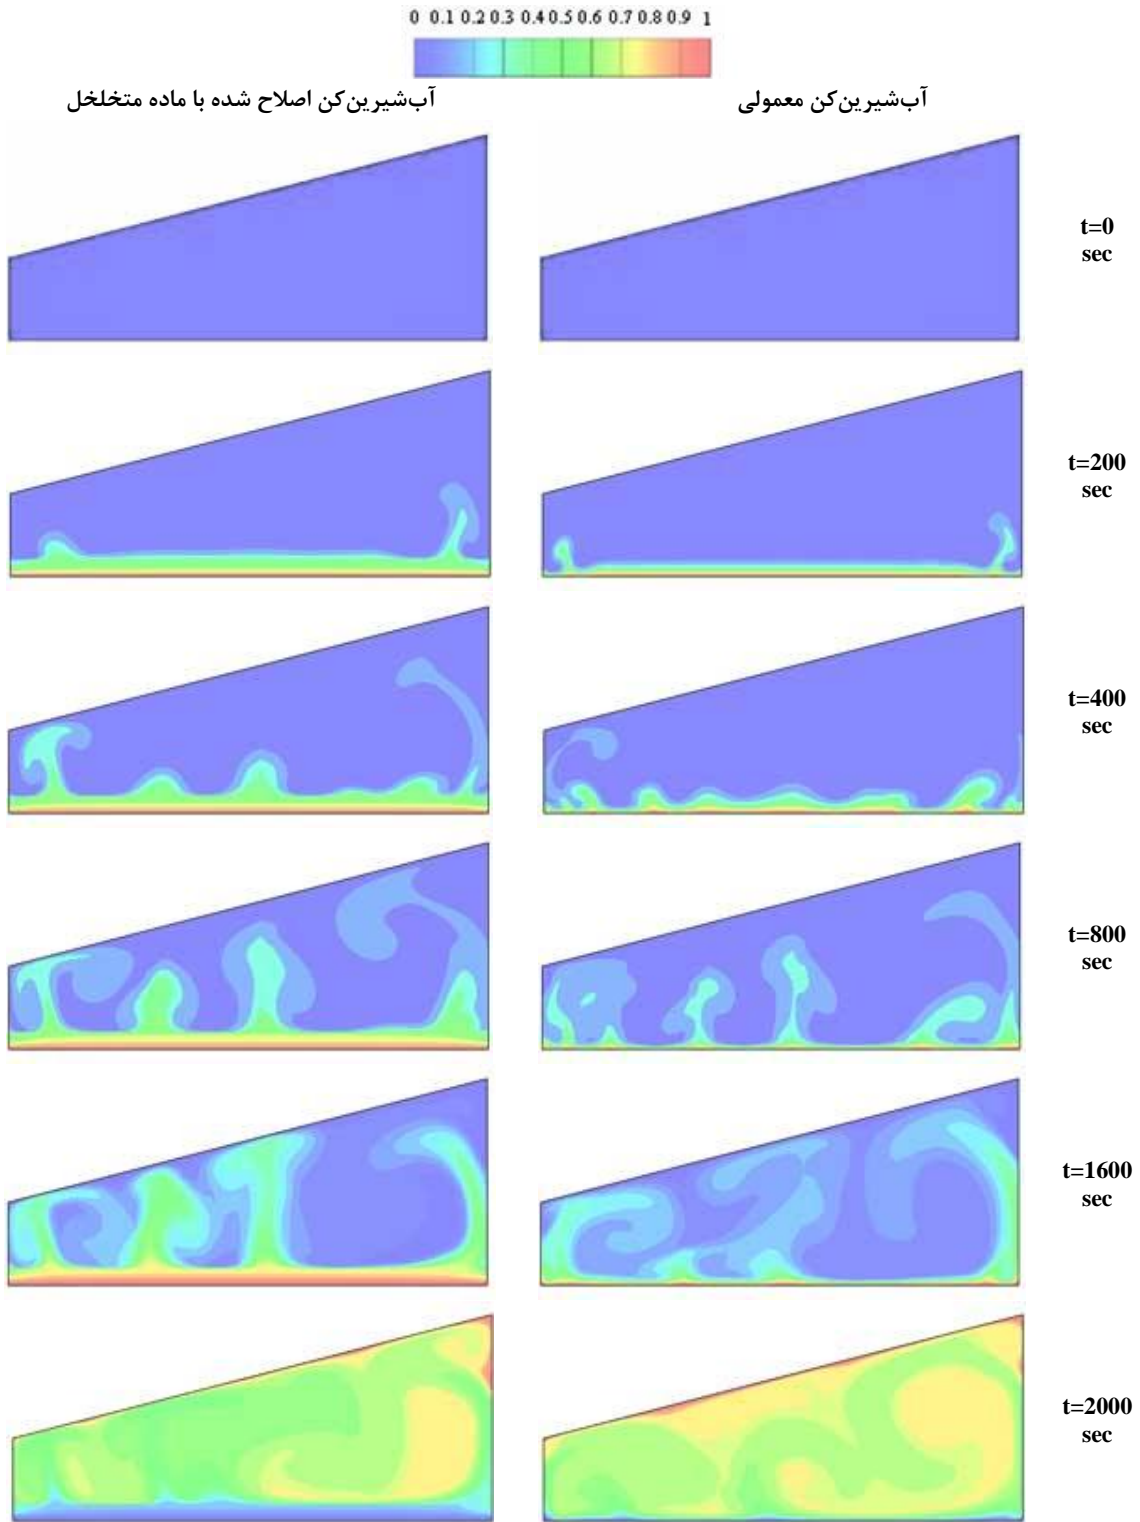 0 0.1 0.2 0.3 0.4 0.5 0.6 0.7 0.8 0.9 1
آب‌شیرین‌کن معمولی
آب‌شیرین‌کن اصلاح شده با ماده متخلخل
t=0
sec
t=200
sec
t=400
sec
t=800
sec
t=1600
sec
t=2000
sec